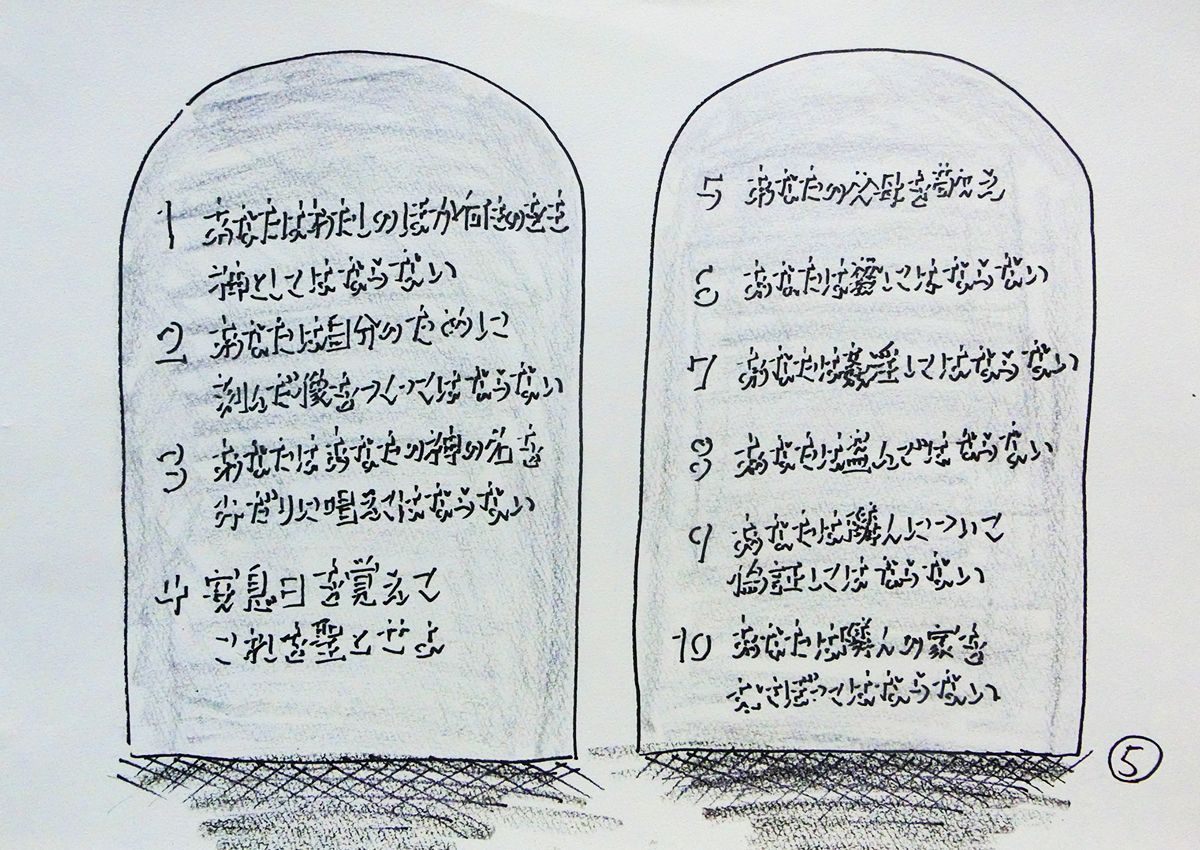 1 あなたはわたしのほか何ものをも
神としてはならない
2 あなたは自分のために
刻んだ像をつくってはならない
3 あなたはあなたの神の名を
みだりに唱えてはならない
4 安息日を覚えて
これを聖とせよ
5 あなたの父母を敬え
6 あなたは殺してはならない
7 あなたは姦淫してはならない
8 あなたは盗んではならない
9 あなたは隣人について
偽証してはならない
10 あなたは隣人の家を
むさぼってはならない
⑤